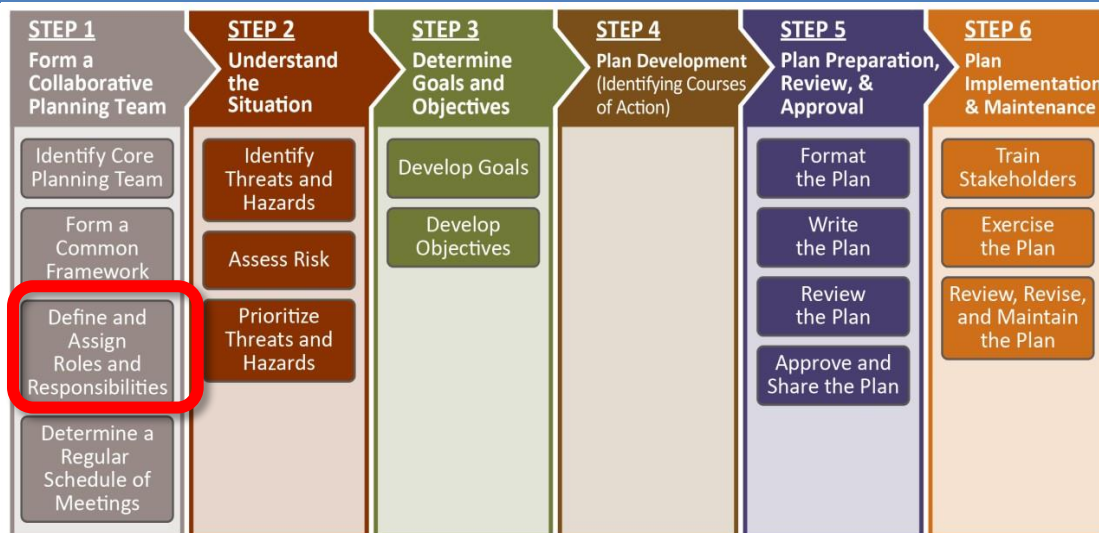 STEP 1
Form a
Collaborative
Planning Team
Identify Core
Planning Team
Form a
Common
Framework
Define and
Assign
Roles and
Responsibilities
Determine a
Regular
Schedule of
Meetings
STEP 2
Understand
the
Situation
Identify
Threats and
Hazards
Assess Risk
Prioritize
Threats and
Hazards
STEP 3
Determine
Goals and
Objectives
Develop Goals
Develop
Objectives
STEP 4
Plan Development
(Identifying Courses
of Action)
STEP 5
Plan Preparation,
Review, &
Approval
Format
the Plan
Write
the Plan
Review
the Plan
Approve and
Share the Plan
STEP 6
Plan
Implementation
& Maintenance
Train
Stakeholders
Exercise
the Plan
Review, Revise,
and Maintain
the Plan